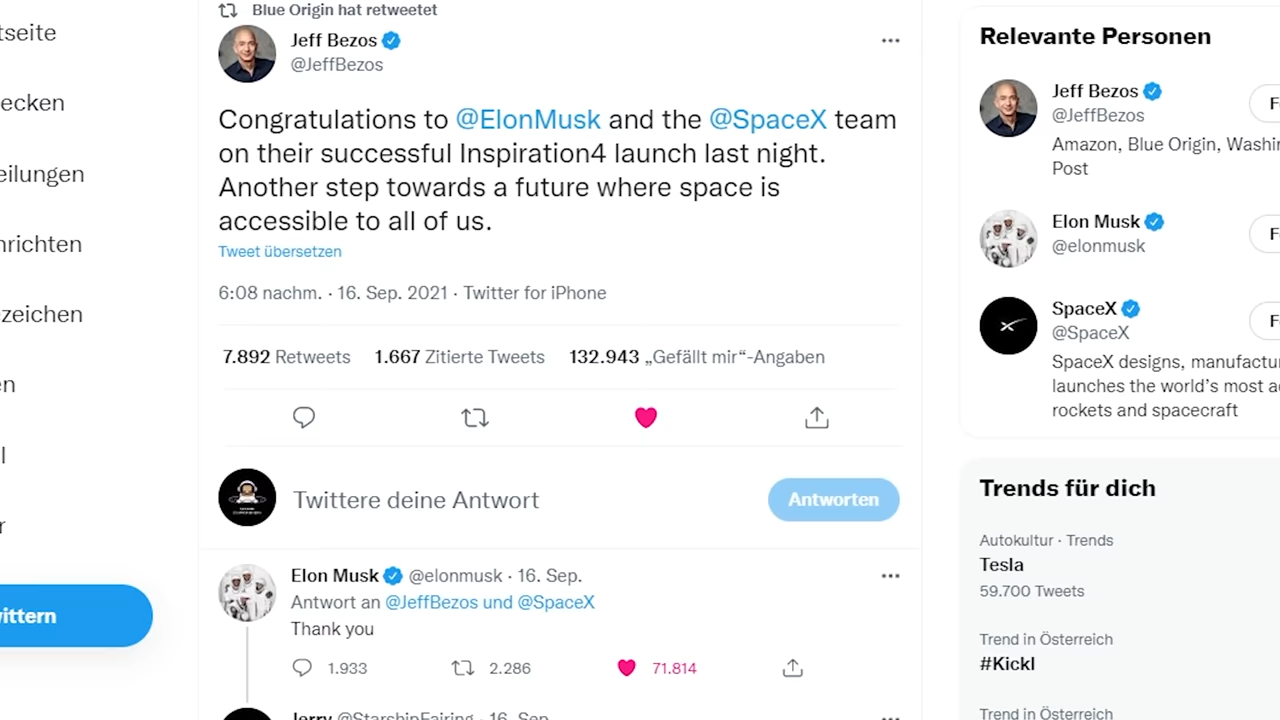 Blue Origin hat retweetet
Jeff Bezos
@JeffBezos
Congratulations to @ElonMusk and the @SpaceX team
on their successful Inspiration4 launch last night.
Another step towards a future where space is
accessible to all of us.
Tweet übersetzen
6:08 nachm. · 16. Sep. 2021 · Twitter for iPhone
7.892 Retweets 1.667 Zitierte Tweets 132.943 „Gefällt mir“-Angaben
Twittere deine Antwort
Antworten
Elon Musk @elonmusk · 16. Sep.
Antwort an @JeffBezos und @SpaceX
Thank you
1.933 2.286 71.814
Jerry @StarshipFairing · 16. Sep.
tseite
ecken
eilungen
hrichten
zeichen
en
l
r
ittern
Relevante Personen
Jeff Bezos
@JeffBezos
Amazon, Blue Origin, Washin
Post
Elon Musk
@elonmusk
SpaceX
@SpaceX
SpaceX designs, manufactu
launches the world’s most a
rockets and spacecraft
F
F
F
Trends für dich
Autokultur · Trends
Tesla
59.700 Tweets
Trend in Österreich
#Kickl
Trend in Österreich